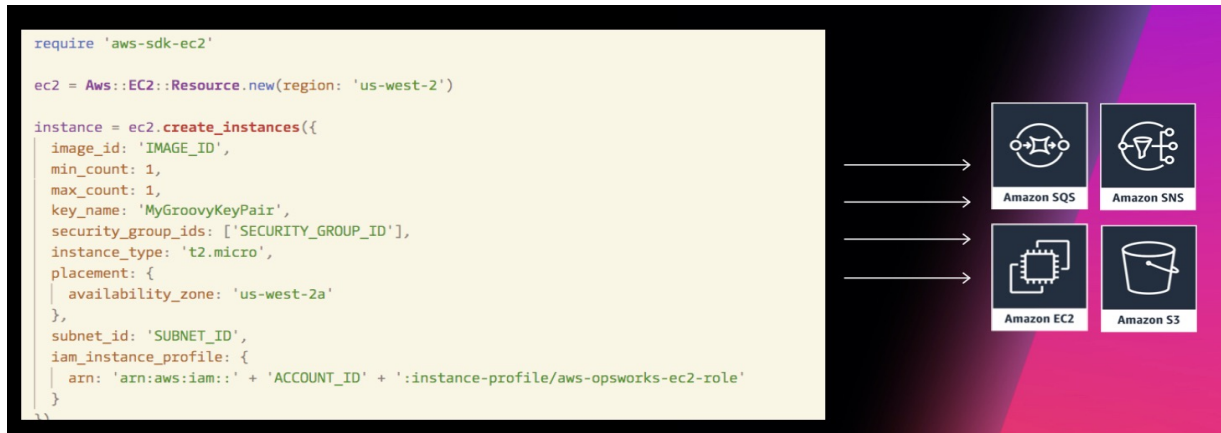 require 'aws-sdk-ec2'
ec2 = Aws::EC2::Resource.new(region: 'us-west-2')
instance = ec2.create_instances({
  image_id: 'IMAGE_ID',
  min_count: 1,
  max_count: 1,
  key_name: 'MyGroovyKeyPair',
  security_group_ids: ['SECURITY_GROUP_ID'],
  instance_type: 't2.micro',
  placement: {
    availability_zone: 'us-west-2a'
  },
  subnet_id: 'SUBNET_ID',
  iam_instance_profile: {
    arn: 'arn:aws:iam::' + 'ACCOUNT_ID' + ':instance-profile/aws-opsworks-ec2-role'
  }
})
Amazon SQS
Amazon SNS
Amazon EC2
Amazon S3